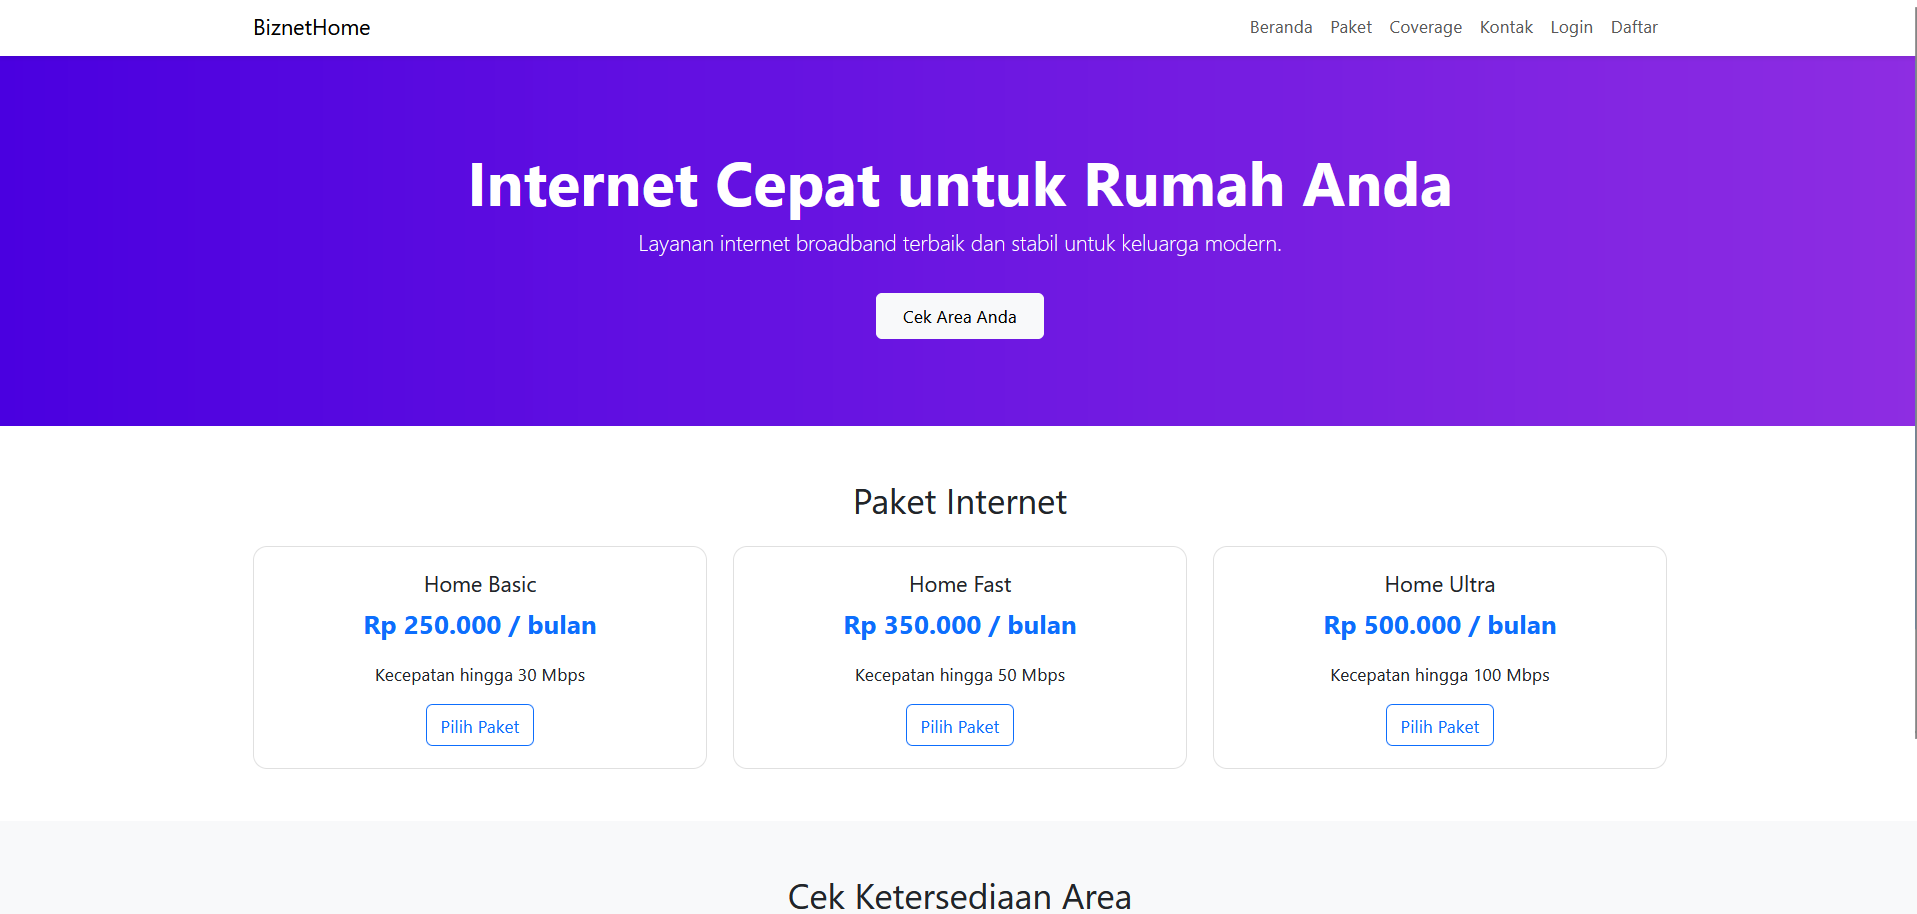 BiznetHome
Beranda Paket Coverage Kontak Login Daftar
Internet Cepat untuk Rumah Anda
Layanan internet broadband terbaik dan stabil untuk keluarga modern.
Cek Area Anda
Paket Internet
Home Basic
Rp 250.000 / bulan
Kecepatan hingga 30 Mbps
Pilih Paket
Home Fast
Rp 350.000 / bulan
Kecepatan hingga 50 Mbps
Pilih Paket
Home Ultra
Rp 500.000 / bulan
Kecepatan hingga 100 Mbps
Pilih Paket
Cek Ketersediaan Area